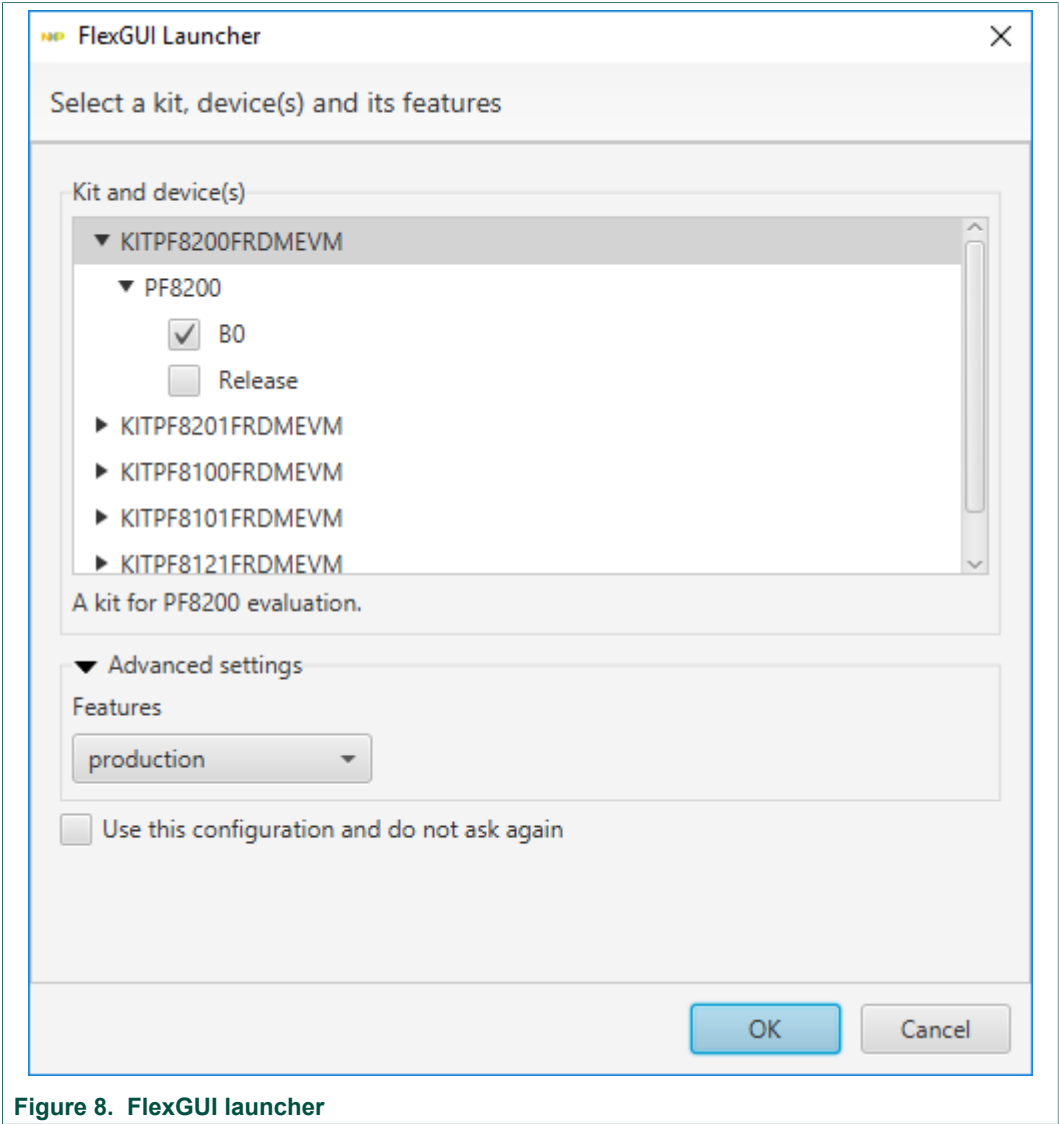 NXP FlexGUI Launcher
Select a kit, device(s) and its features
Kit and device(s)
KITPF8200FRDMEVM
PF8200
B0
Release
KITPF8201FRDMEVM
KITPF8100FRDMEVM
KITPF8101FRDMEVM
KITPF8121FRDMEVM
A kit for PF8200 evaluation.
Advanced settings
Features
production
Use this configuration and do not ask again
OK Cancel
Figure 8. FlexGUI launcher